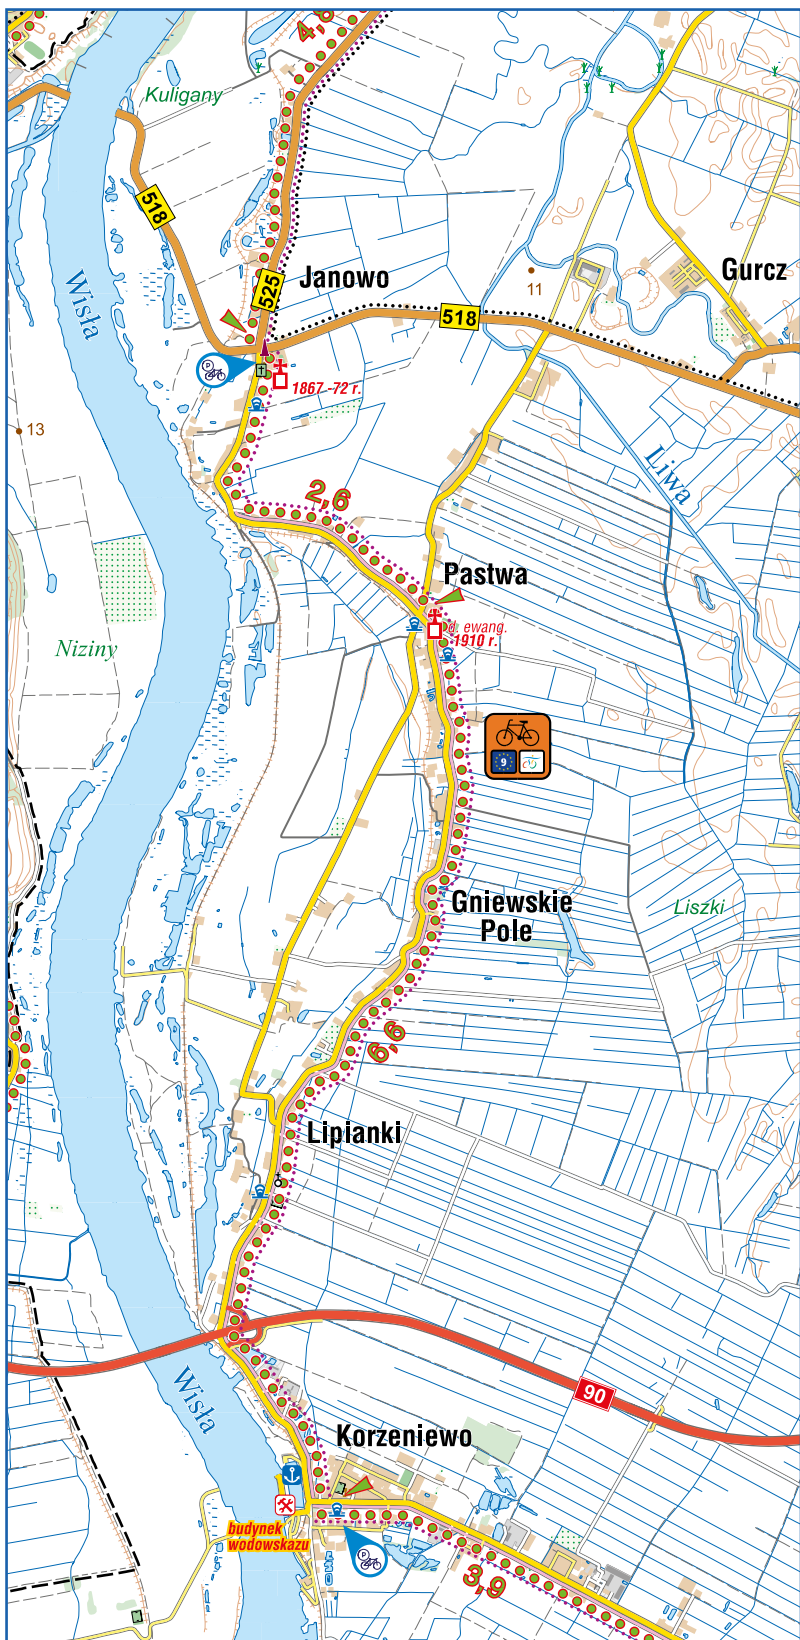 4,8
Kuligany
518
Wisła
525
Janowo
Gurcz
11
518
P
1867-72 r.
13
Liwa
2,6
Pastwa
d. ewang.
1910 r.
Niziny
9
Gniewskie
Pole
Liszki
6,6
Lipianki
90
Wisła
Korzeniewo
budynek
wodowskazu
P
3,9